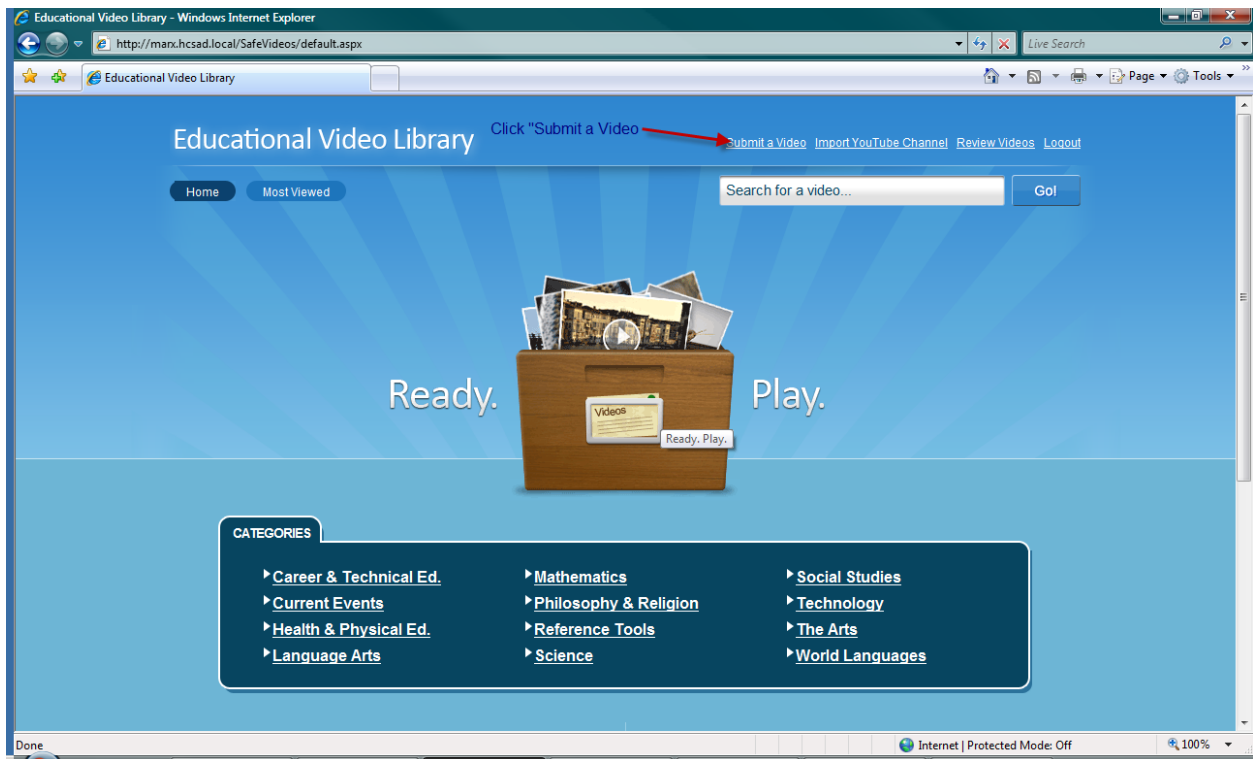 Educational Video Library - Windows Internet Explorer
http://marx.hcsad.local/SafeVideos/default.aspx
Live Search
Educational Video Library
Page
Tools
Educational Video Library
Click "Submit a Video
Submit a Video Import YouTube Channel Review Videos Logout
Home Most Viewed
Search for a video...
Go!
Ready.
Videos
Play.
Ready. Play.
CATEGORIES
Career & Technical Ed.
Mathematics
Social Studies
Current Events
Philosophy & Religion
Technology
Health & Physical Ed.
Reference Tools
The Arts
Language Arts
Science
World Languages
Done
Internet | Protected Mode: Off
100%